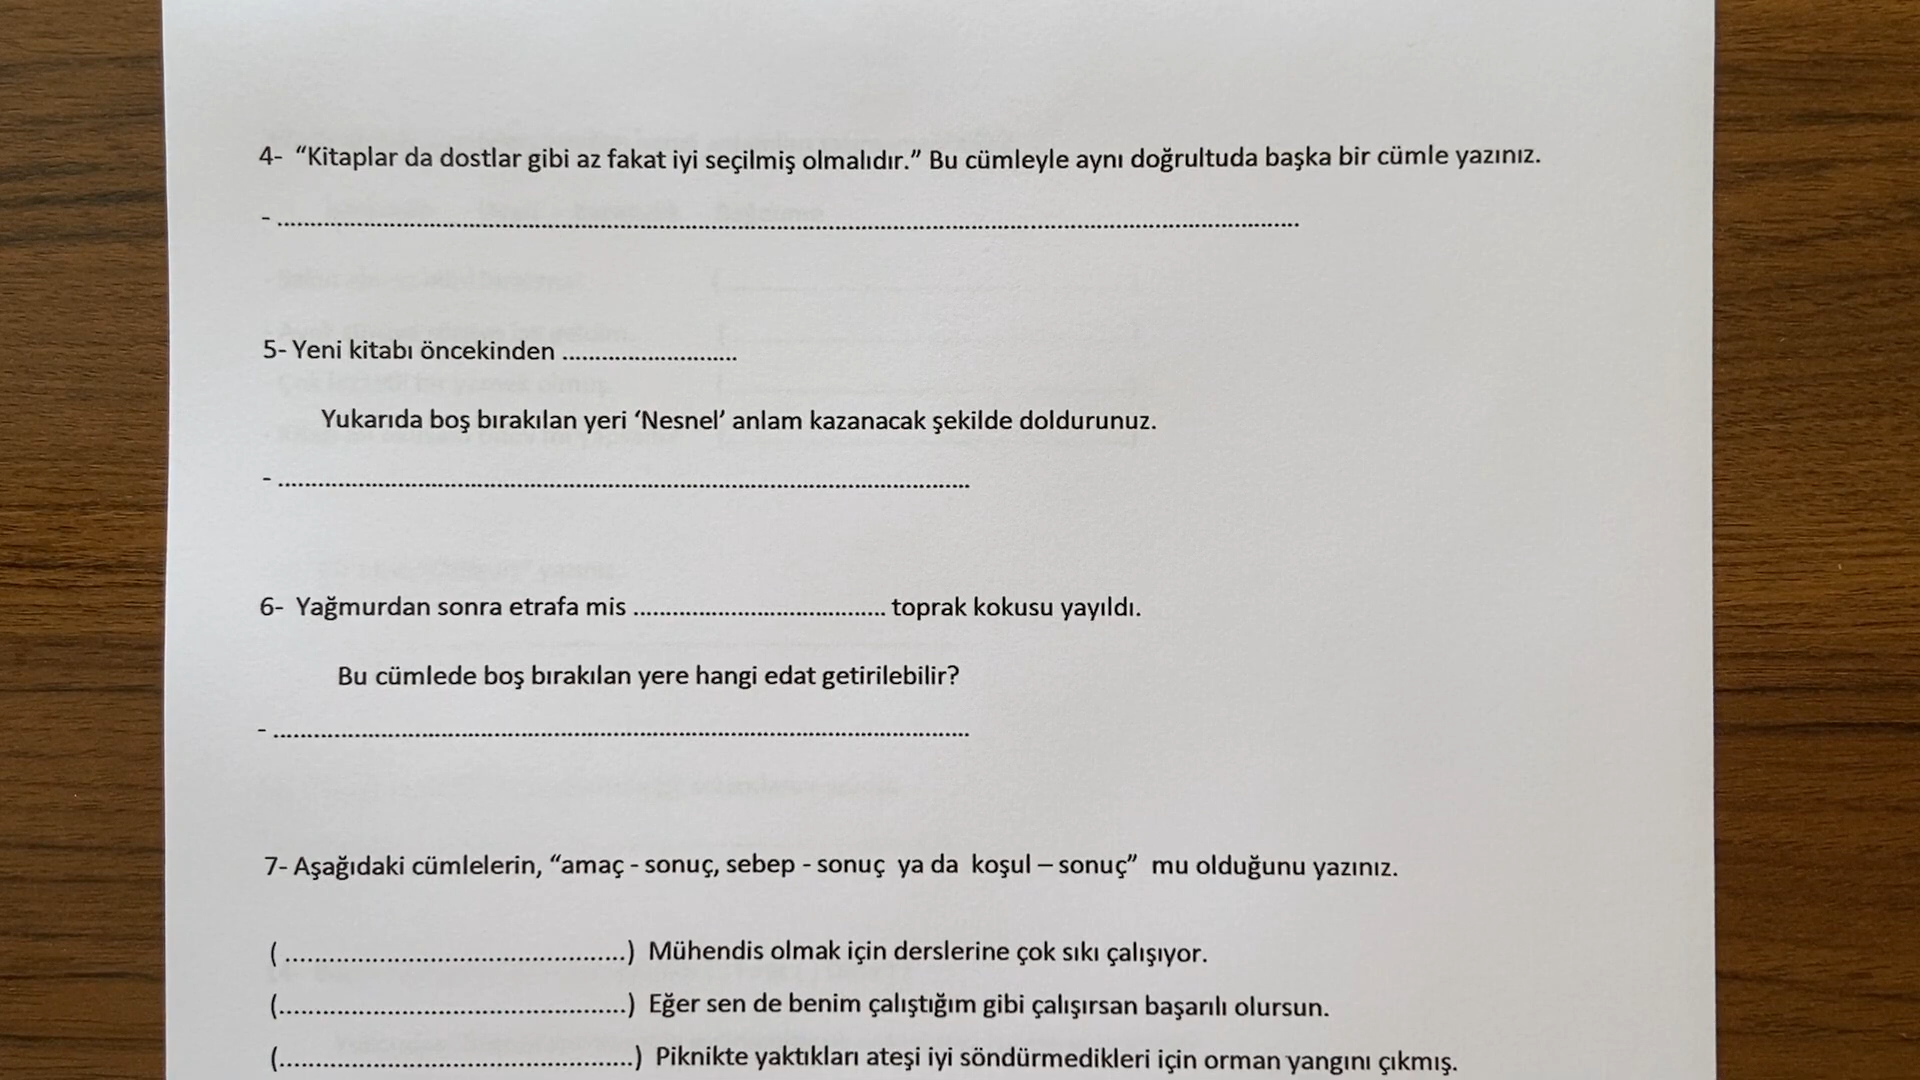 4- “Kitaplar da dostlar gibi az fakat iyi seçilmiş olmalıdır.” Bu cümleyle aynı doğrultuda başka bir cümle yazınız.
- ................................................................................
5- Yeni kitabı öncekinden ..........................
Yukarıda boş bırakılan yeri ‘Nesnel’ anlam kazanacak şekilde doldurunuz.
- ................................................................................
6- Yağmurdan sonra etrafa mis ...................................... toprak kokusu yayıldı.
Bu cümlede boş bırakılan yere hangi edat getirilebilir?
- ................................................................................
7- Aşağıdaki cümlelerin, “amaç - sonuç, sebep - sonuç ya da koşul – sonuç” mu olduğunu yazınız.
(...................................................) Mühendis olmak için derslerine çok sıkı çalışıyor.
(....................................................) Eğer sen de benim çalıştığım gibi çalışırsan başarılı olursun.
(.....................................................) Piknikte yaktıkları ateşi iyi söndürmedikleri için orman yangını çıkmış.